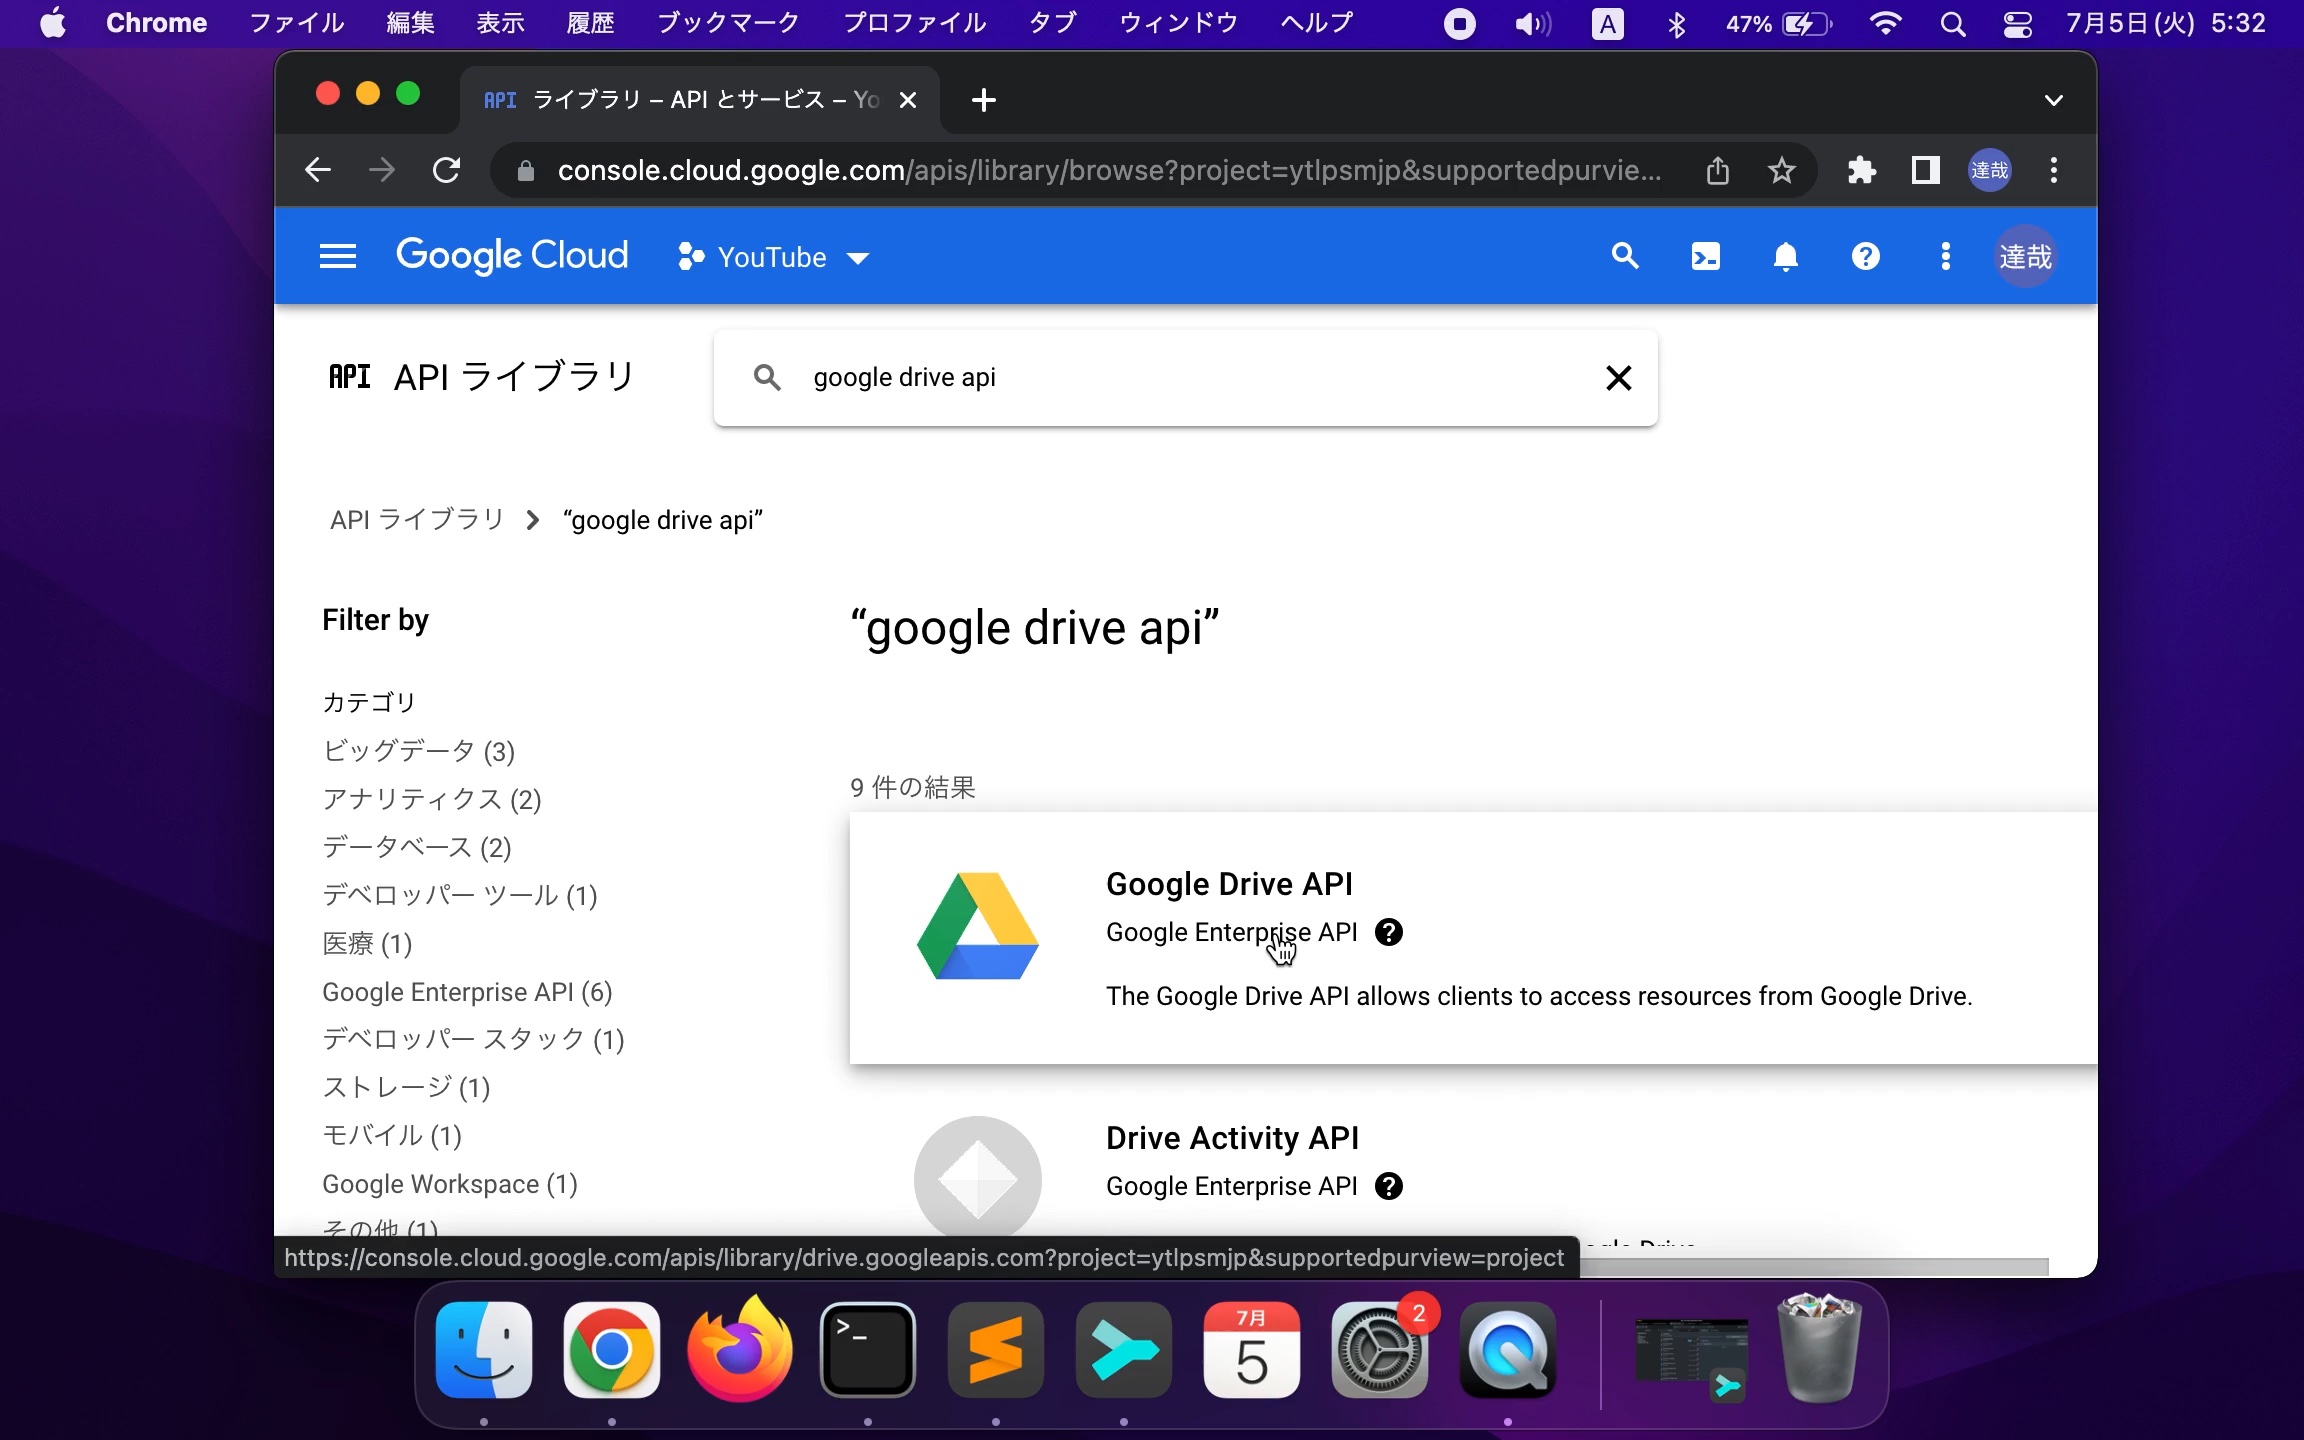 Chrome ファイル 編集 表示 履歴 ブックマーク プロファイル タブ ウィンドウ ヘルプ A 47% 7月5日(火) 5:32
API ライブラリ – API とサービス – Yo
console.cloud.google.com/apis/library/browse?project=ytlpsmjp&supportedpurvie... 達哉
Google Cloud YouTube 達哉
API API ライブラリ google drive api
API ライブラリ “google drive api”
Filter by
“google drive api”
カテゴリ
ビッグデータ (3)
アナリティクス (2)
データベース (2)
デベロッパー ツール (1)
医療 (1)
Google Enterprise API (6)
デベロッパー スタック (1)
ストレージ (1)
モバイル (1)
Google Workspace (1)
その他 (1)
9 件の結果
Google Drive API
Google Enterprise API
The Google Drive API allows clients to access resources from Google Drive.
Drive Activity API
Google Enterprise API
https://console.cloud.google.com/apis/library/drive.googleapis.com?project=ytlpsmjp&supportedpurview=project
7月
5
2